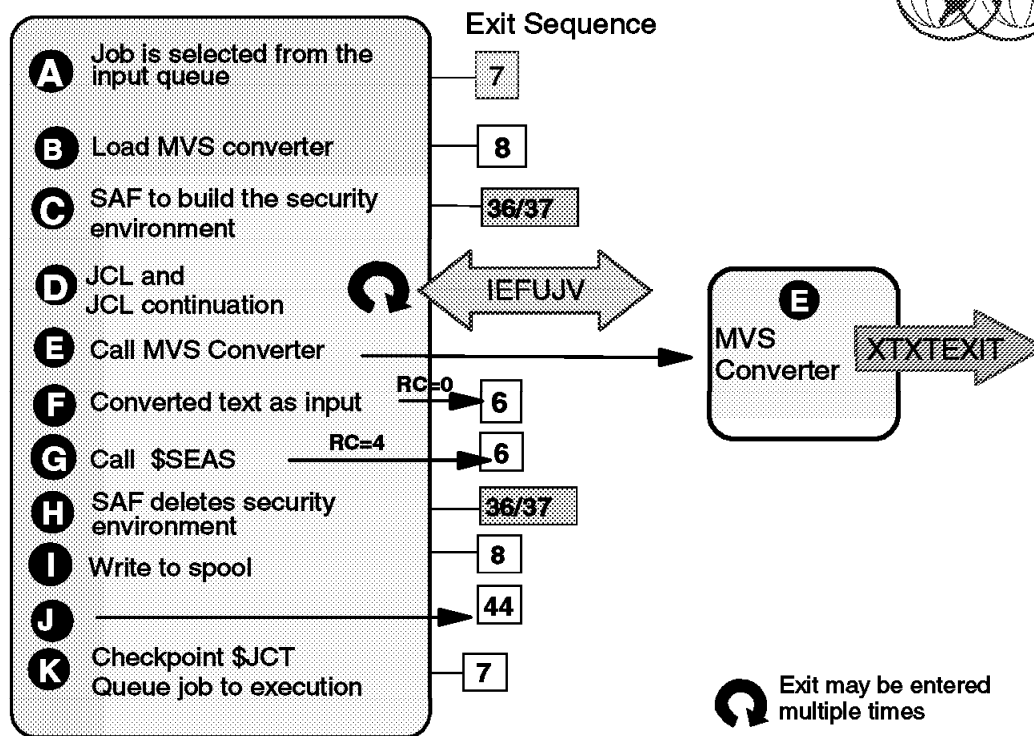 Exit Sequence
A Job is selected from the
input queue
7
B Load MVS converter
8
C SAF to build the security
environment
36/37
D JCL and
JCL continuation
IEFUJV
E
MVS
Converter
XTXTEXIT
E Call MVS Converter
F Converted text as input
RC=0
6
G Call $SEAS
RC=4
6
H SAF deletes security
environment
36/37
I Write to spool
8
J
44
K Checkpoint $JCT
Queue job to execution
7
Exit may be entered
multiple times